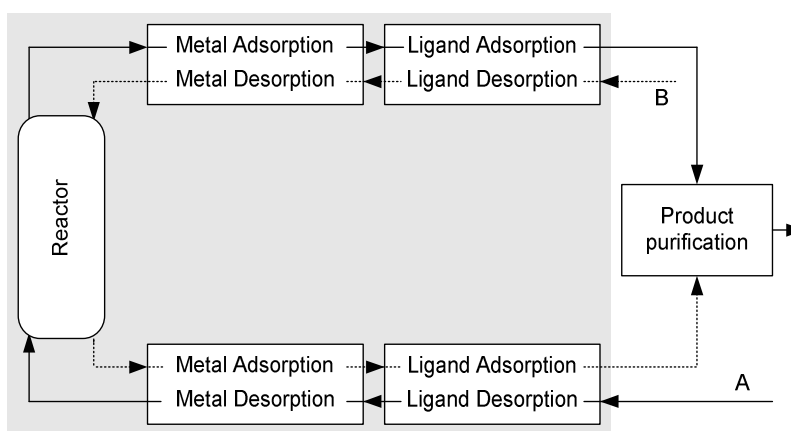 Metal Adsorption
Metal Desorption
Ligand Adsorption
Ligand Desorption
B
Reactor
Product
purification
Metal Adsorption
Metal Desorption
Ligand Adsorption
Ligand Desorption
A